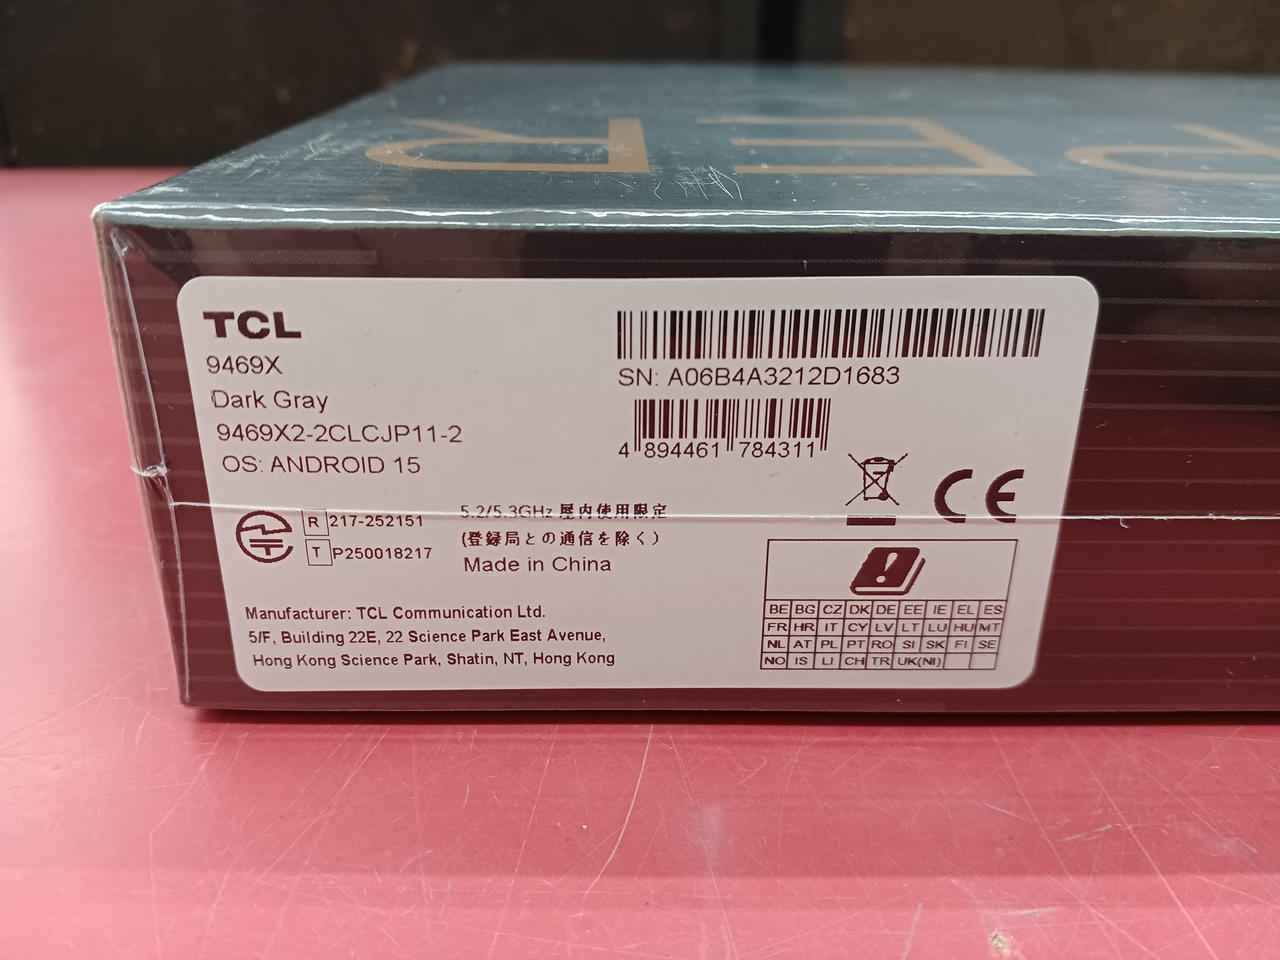 PER
TCL
9469X
Dark Gray
9469X2-2CLCJP11-2
OS: ANDROID 15
SN: A06B4A3212D1683
4 894461 784311
R 217-252151
T P250018217
5.2/5.3GHz 屋内使用限定
(登録局との通信を除く)
Made in China
Manufacturer: TCL Communication Ltd.
5/F, Building 22E, 22 Science Park East Avenue,
Hong Kong Science Park, Shatin, NT, Hong Kong
CE
BE BG CZ DK DE EE IE EL ES
FR HR IT CY LV LT LU HU MT
NL AT PL PT RO SI SK FI SE
NO IS LI CH TR UK(NI)